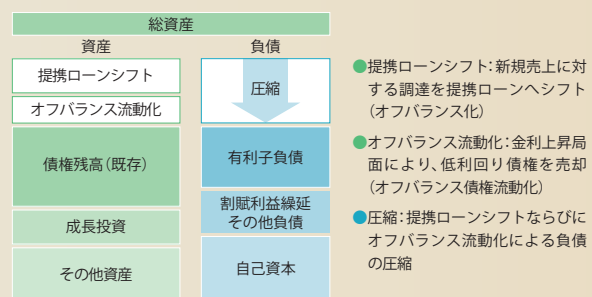 総資産
資産
負債
提携ローンシフト
オフバランス流動化
債権残高（既存）
成長投資
その他資産
圧縮
有利子負債
割賦利益繰延
その他負債
自己資本
●提携ローンシフト：新規売上に対
する調達を提携ローンへシフト
（オフバランス化）
●オフバランス流動化：金利上昇局
面により、低利回り債権を売却
（オフバランス債権流動化）
●圧縮：提携ローンシフトならびに
オフバランス流動化による負債
の圧縮